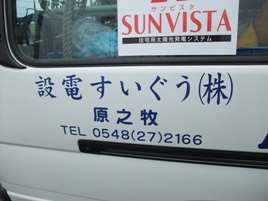 サンビスタ
SUNVISTA
住宅用太陽光発電システム
設電すいぐう(株)
原之牧
TEL 0548(27)2166